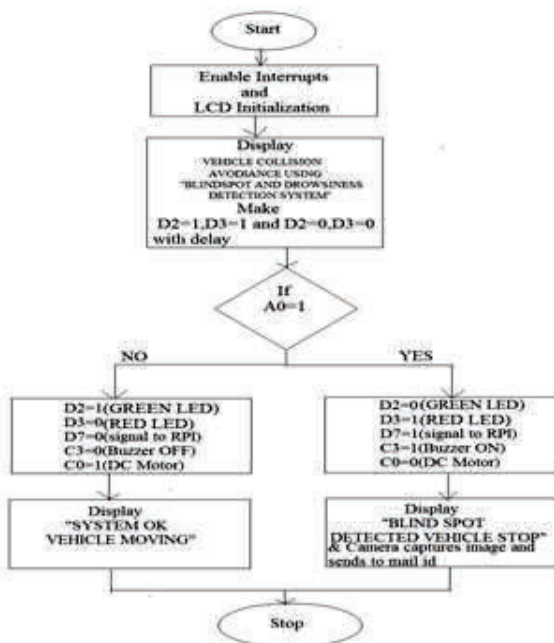 Start
Enable Interrupts
and
LCD Initialization
Display
VEHICLE COLLISION
AVODIANCE USING
"BLINDSPOT AND DROWSINESS
DETECTION SYSTEM"
Make
D2=1,D3=1 and D2=0,D3=0
with delay
If
A0=1
NO
YES
D2=1(GREEN LED)
D3=0(RED LED)
D7=0(signal to RPI)
C3=0(Buzzer OFF)
C0=1(DC Motor)
D2=0(GREEN LED)
D3=1(RED LED)
D7=1(signal to RPI)
C3=1(Buzzer ON)
C0=0(DC Motor)
Display
"SYSTEM OK
VEHICLE MOVING"
Display
"BLIND SPOT
DETECTED VEHICLE STOP"
& Camera captures image and
sends to mail id
Stop